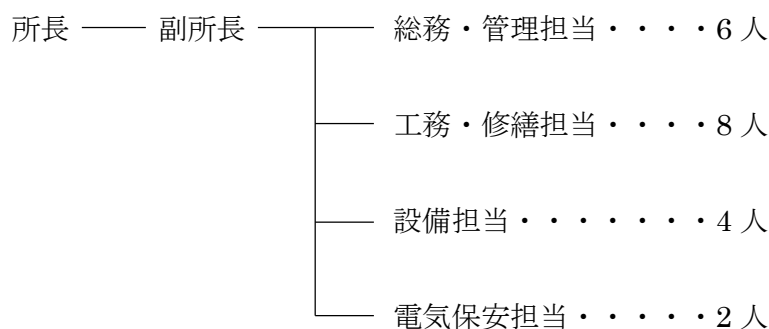 所長 副所長 総務・管理担当・・・・6 人
工務・修繕担当・・・・8 人
設備担当・・・・・・・4 人
電気保安担当・・・・・2 人